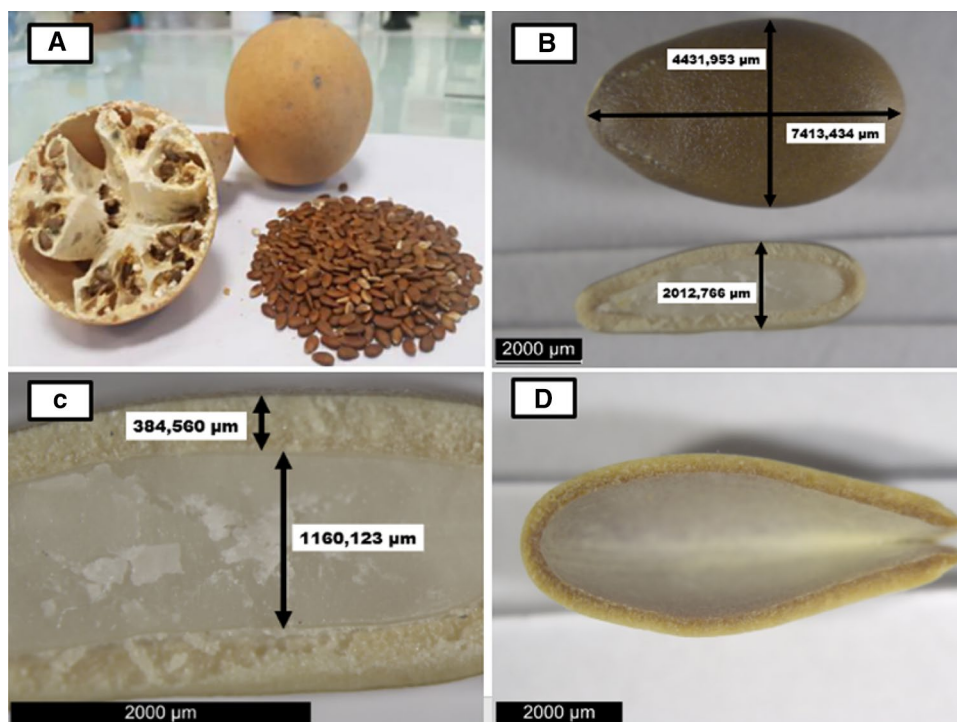 A
B
4431,953 µm
7413,434 µm
2012,766 µm
2000 µm
c
384,560 µm
1160,123 µm
2000 µm
D
2000 µm